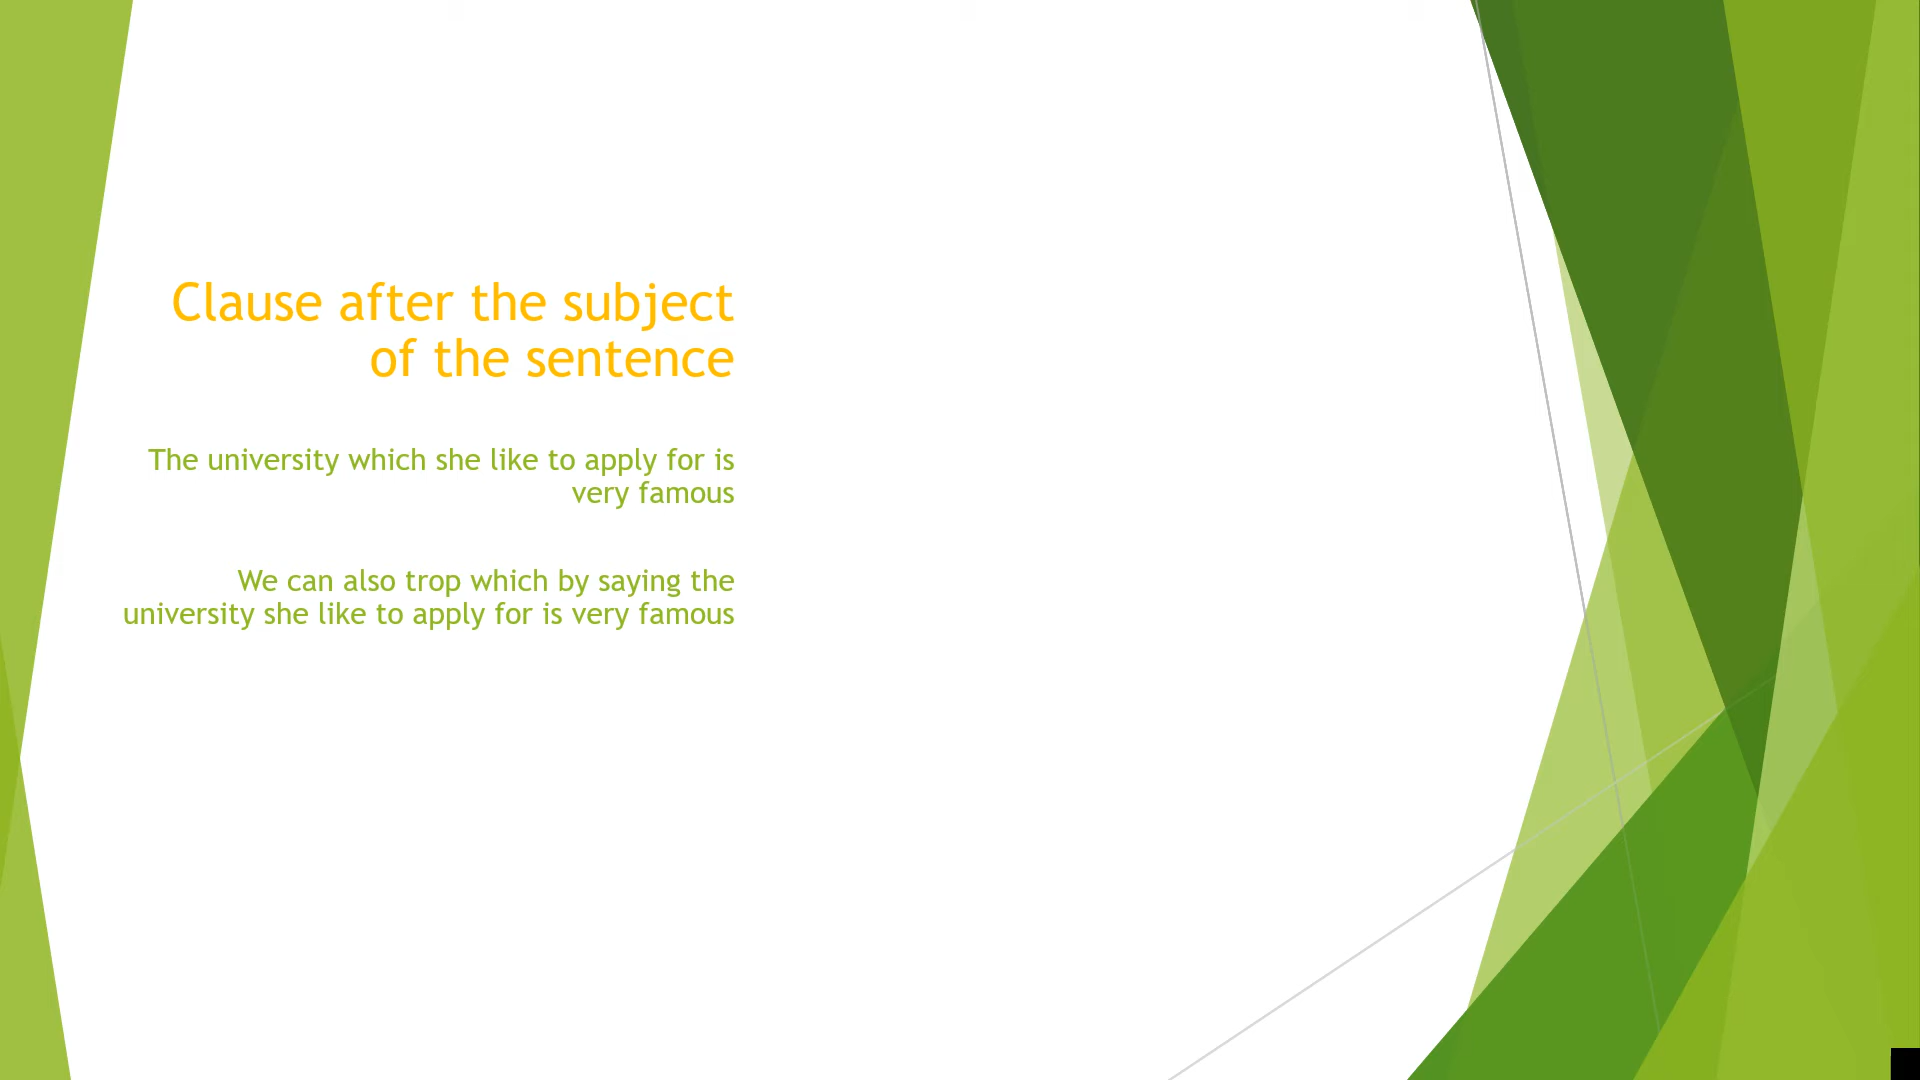 Clause after the subject
of the sentence
The university which she like to apply for is
very famous
We can also trop which by saying the
university she like to apply for is very famous